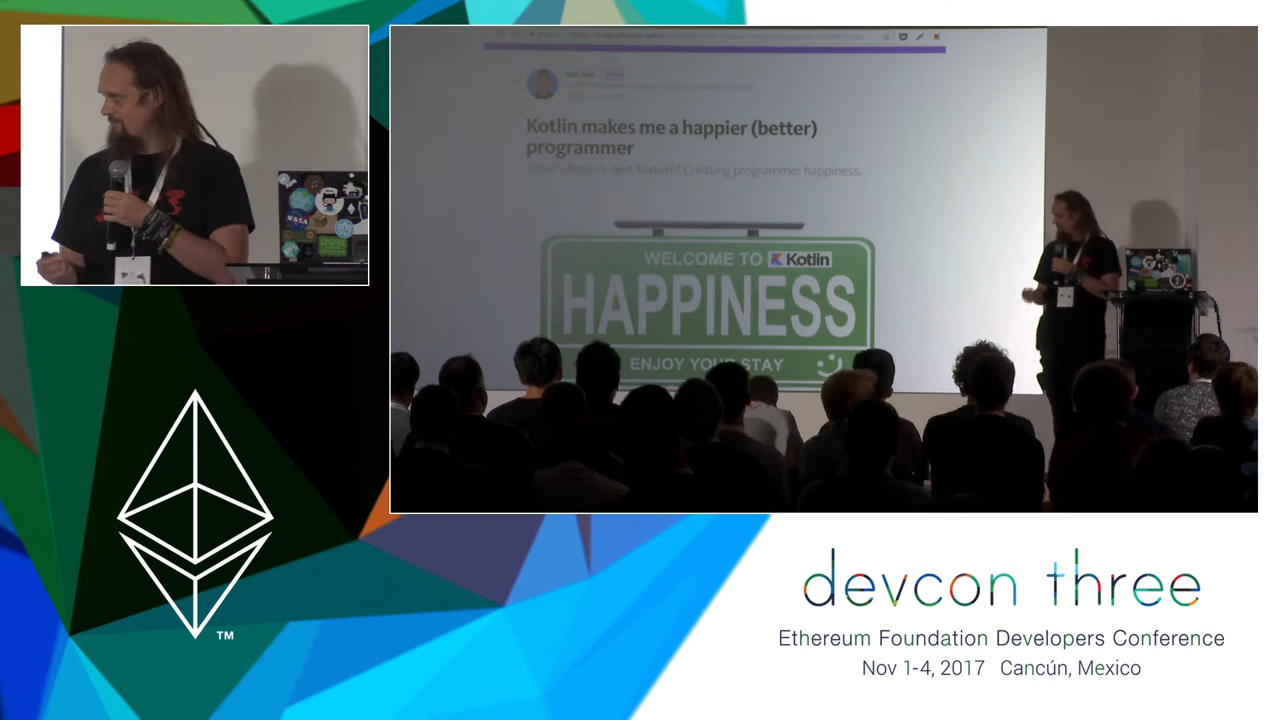 Kotlin makes me a happier (better)
programmer
What's Kotlin's best feature? Creating programmer happiness.
WELCOME TO Kotlin
HAPPINESS
ENJOY YOUR STAY
NASA
TM
devcon three
Ethereum Foundation Developers Conference
Nov 1-4, 2017 Cancún, Mexico